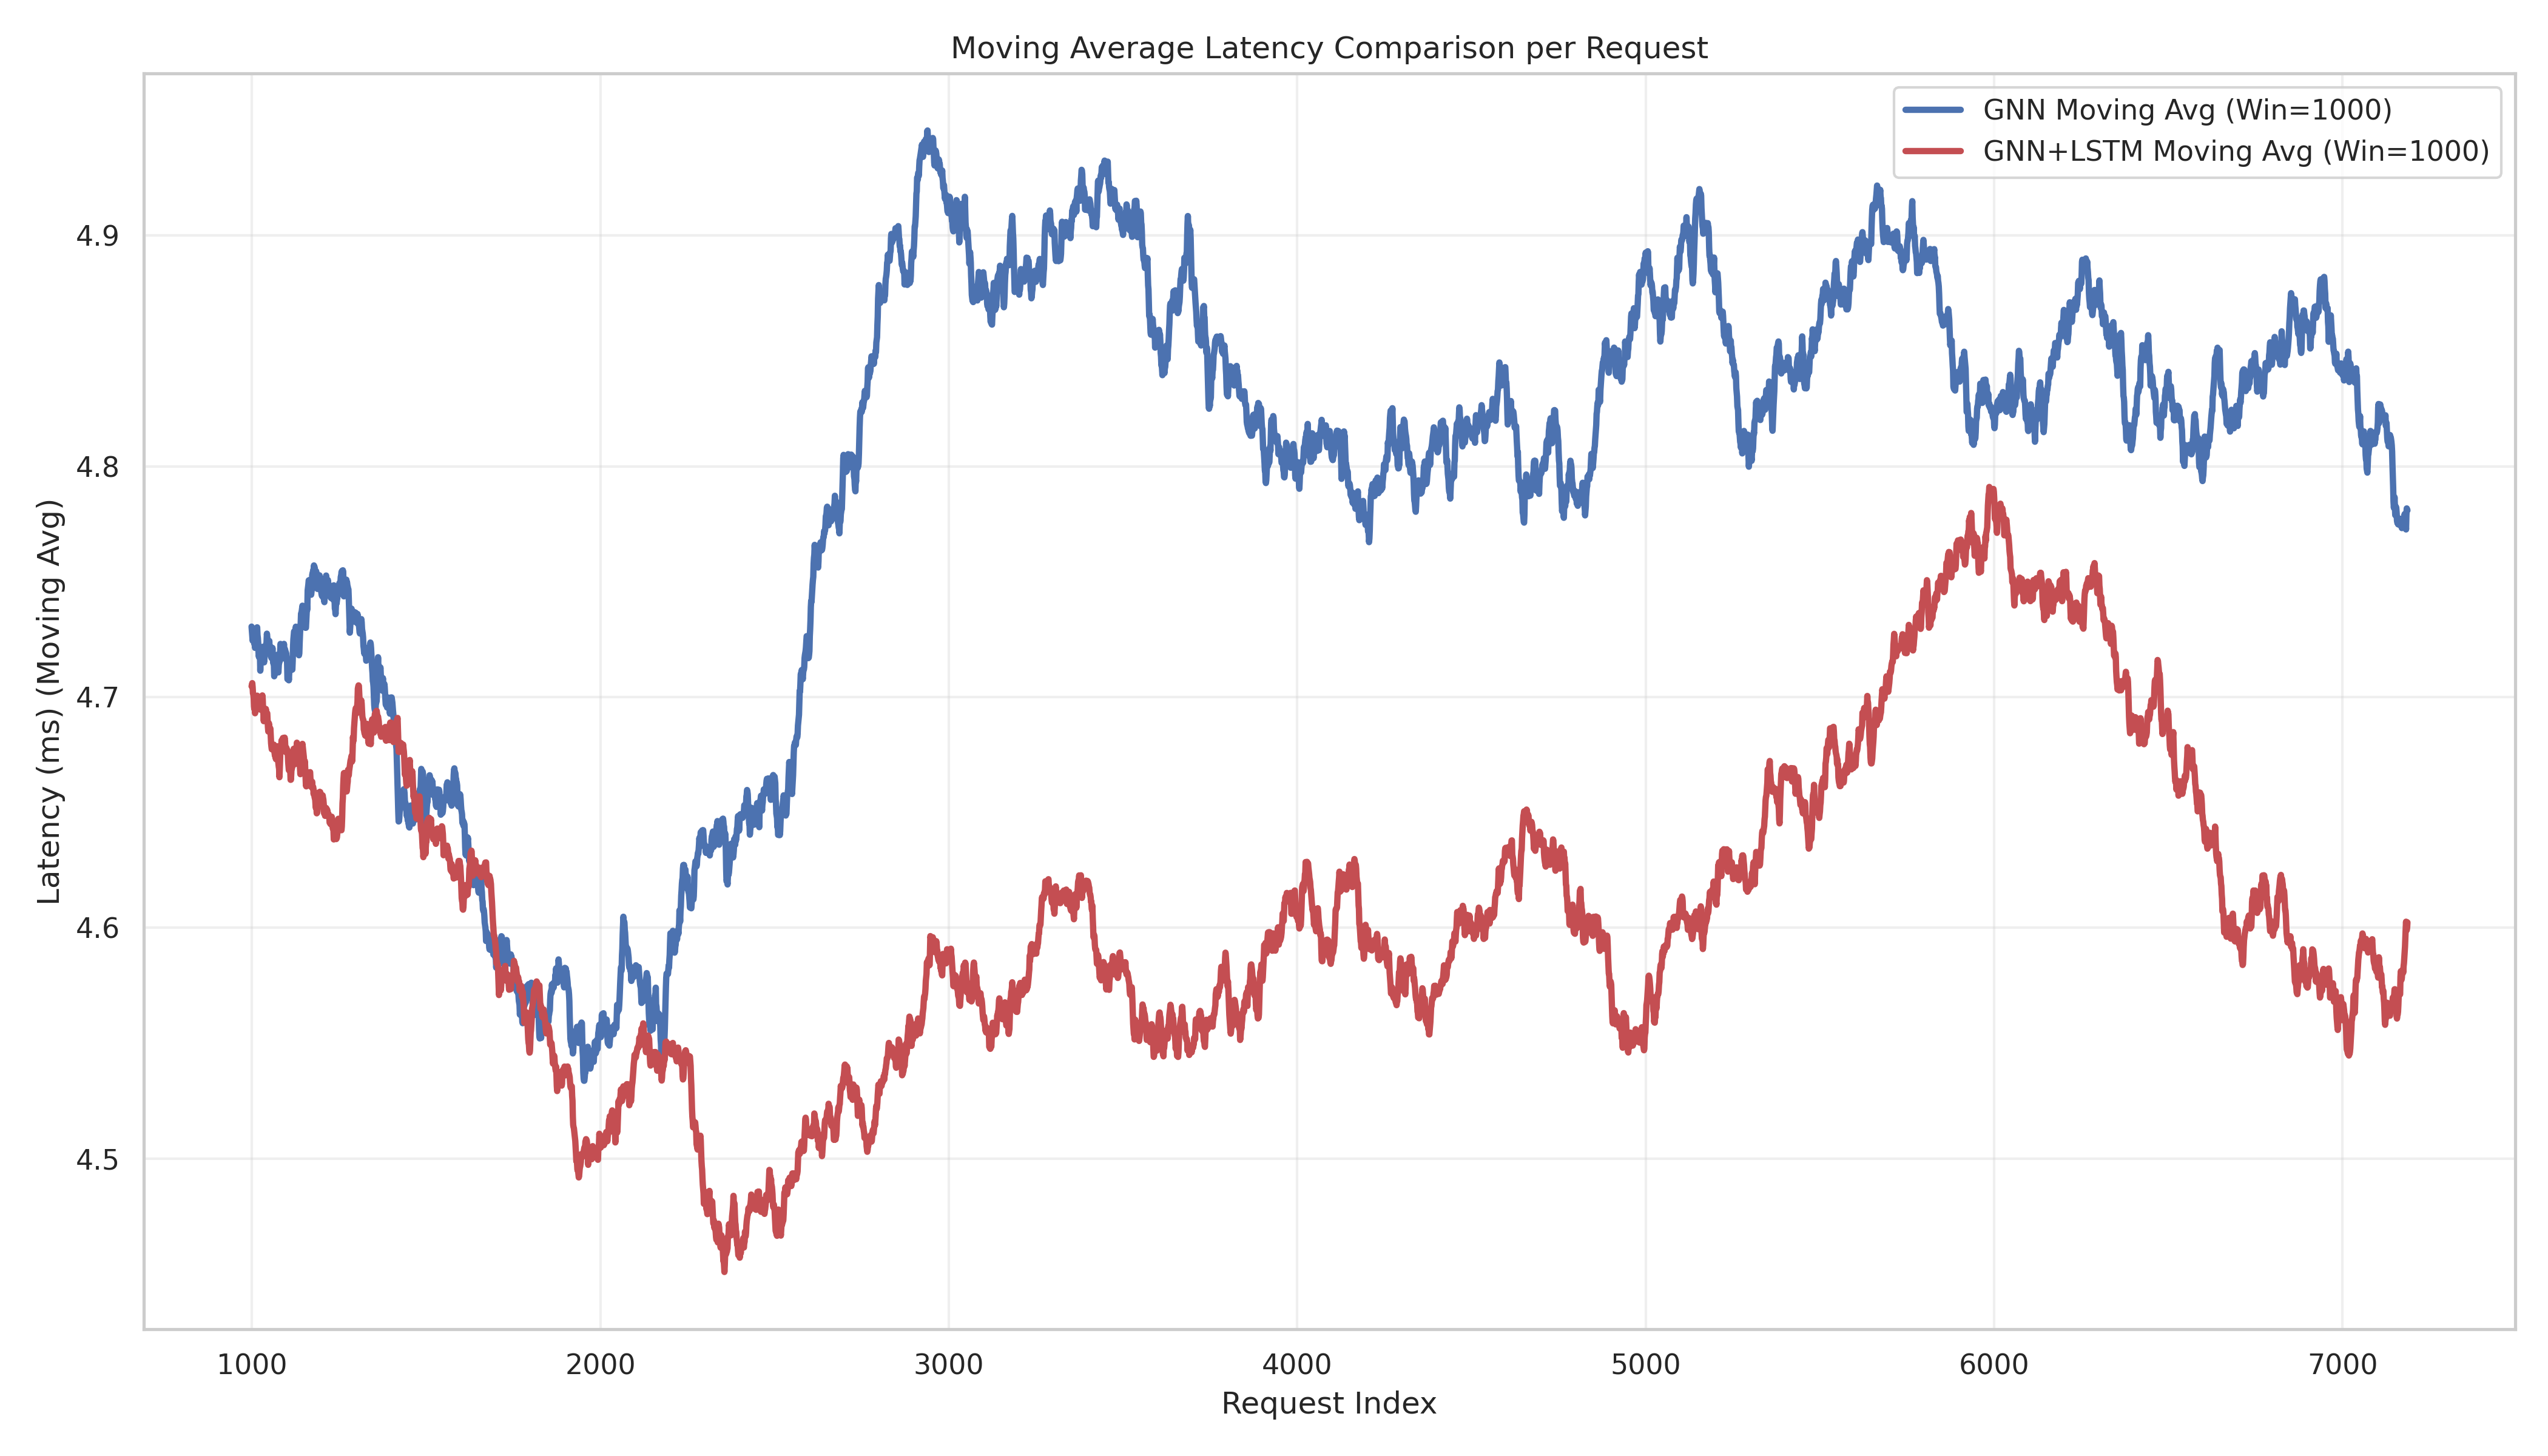 Moving Average Latency Comparison per Request
GNN Moving Avg (Win=1000)
GNN+LSTM Moving Avg (Win=1000)
Latency (ms) (Moving Avg)
4.9
4.8
4.7
4.6
4.5
1000 2000 3000 4000 5000 6000 7000
Request Index